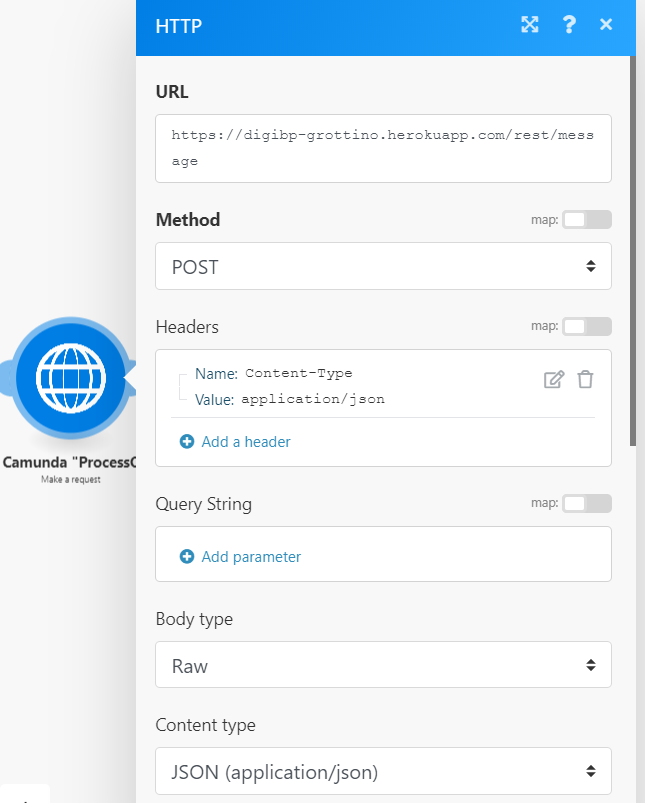 HTTP
?
URL
https://digibp-grottino.herokuapp.com/rest/mess
age
Method
map:
POST
Headers
map:
Name: Content-Type
Value: application/json
Add a header
Camunda "ProcessC
Make a request
Query String
map:
Add parameter
Body type
Raw
Content type
JSON (application/json)